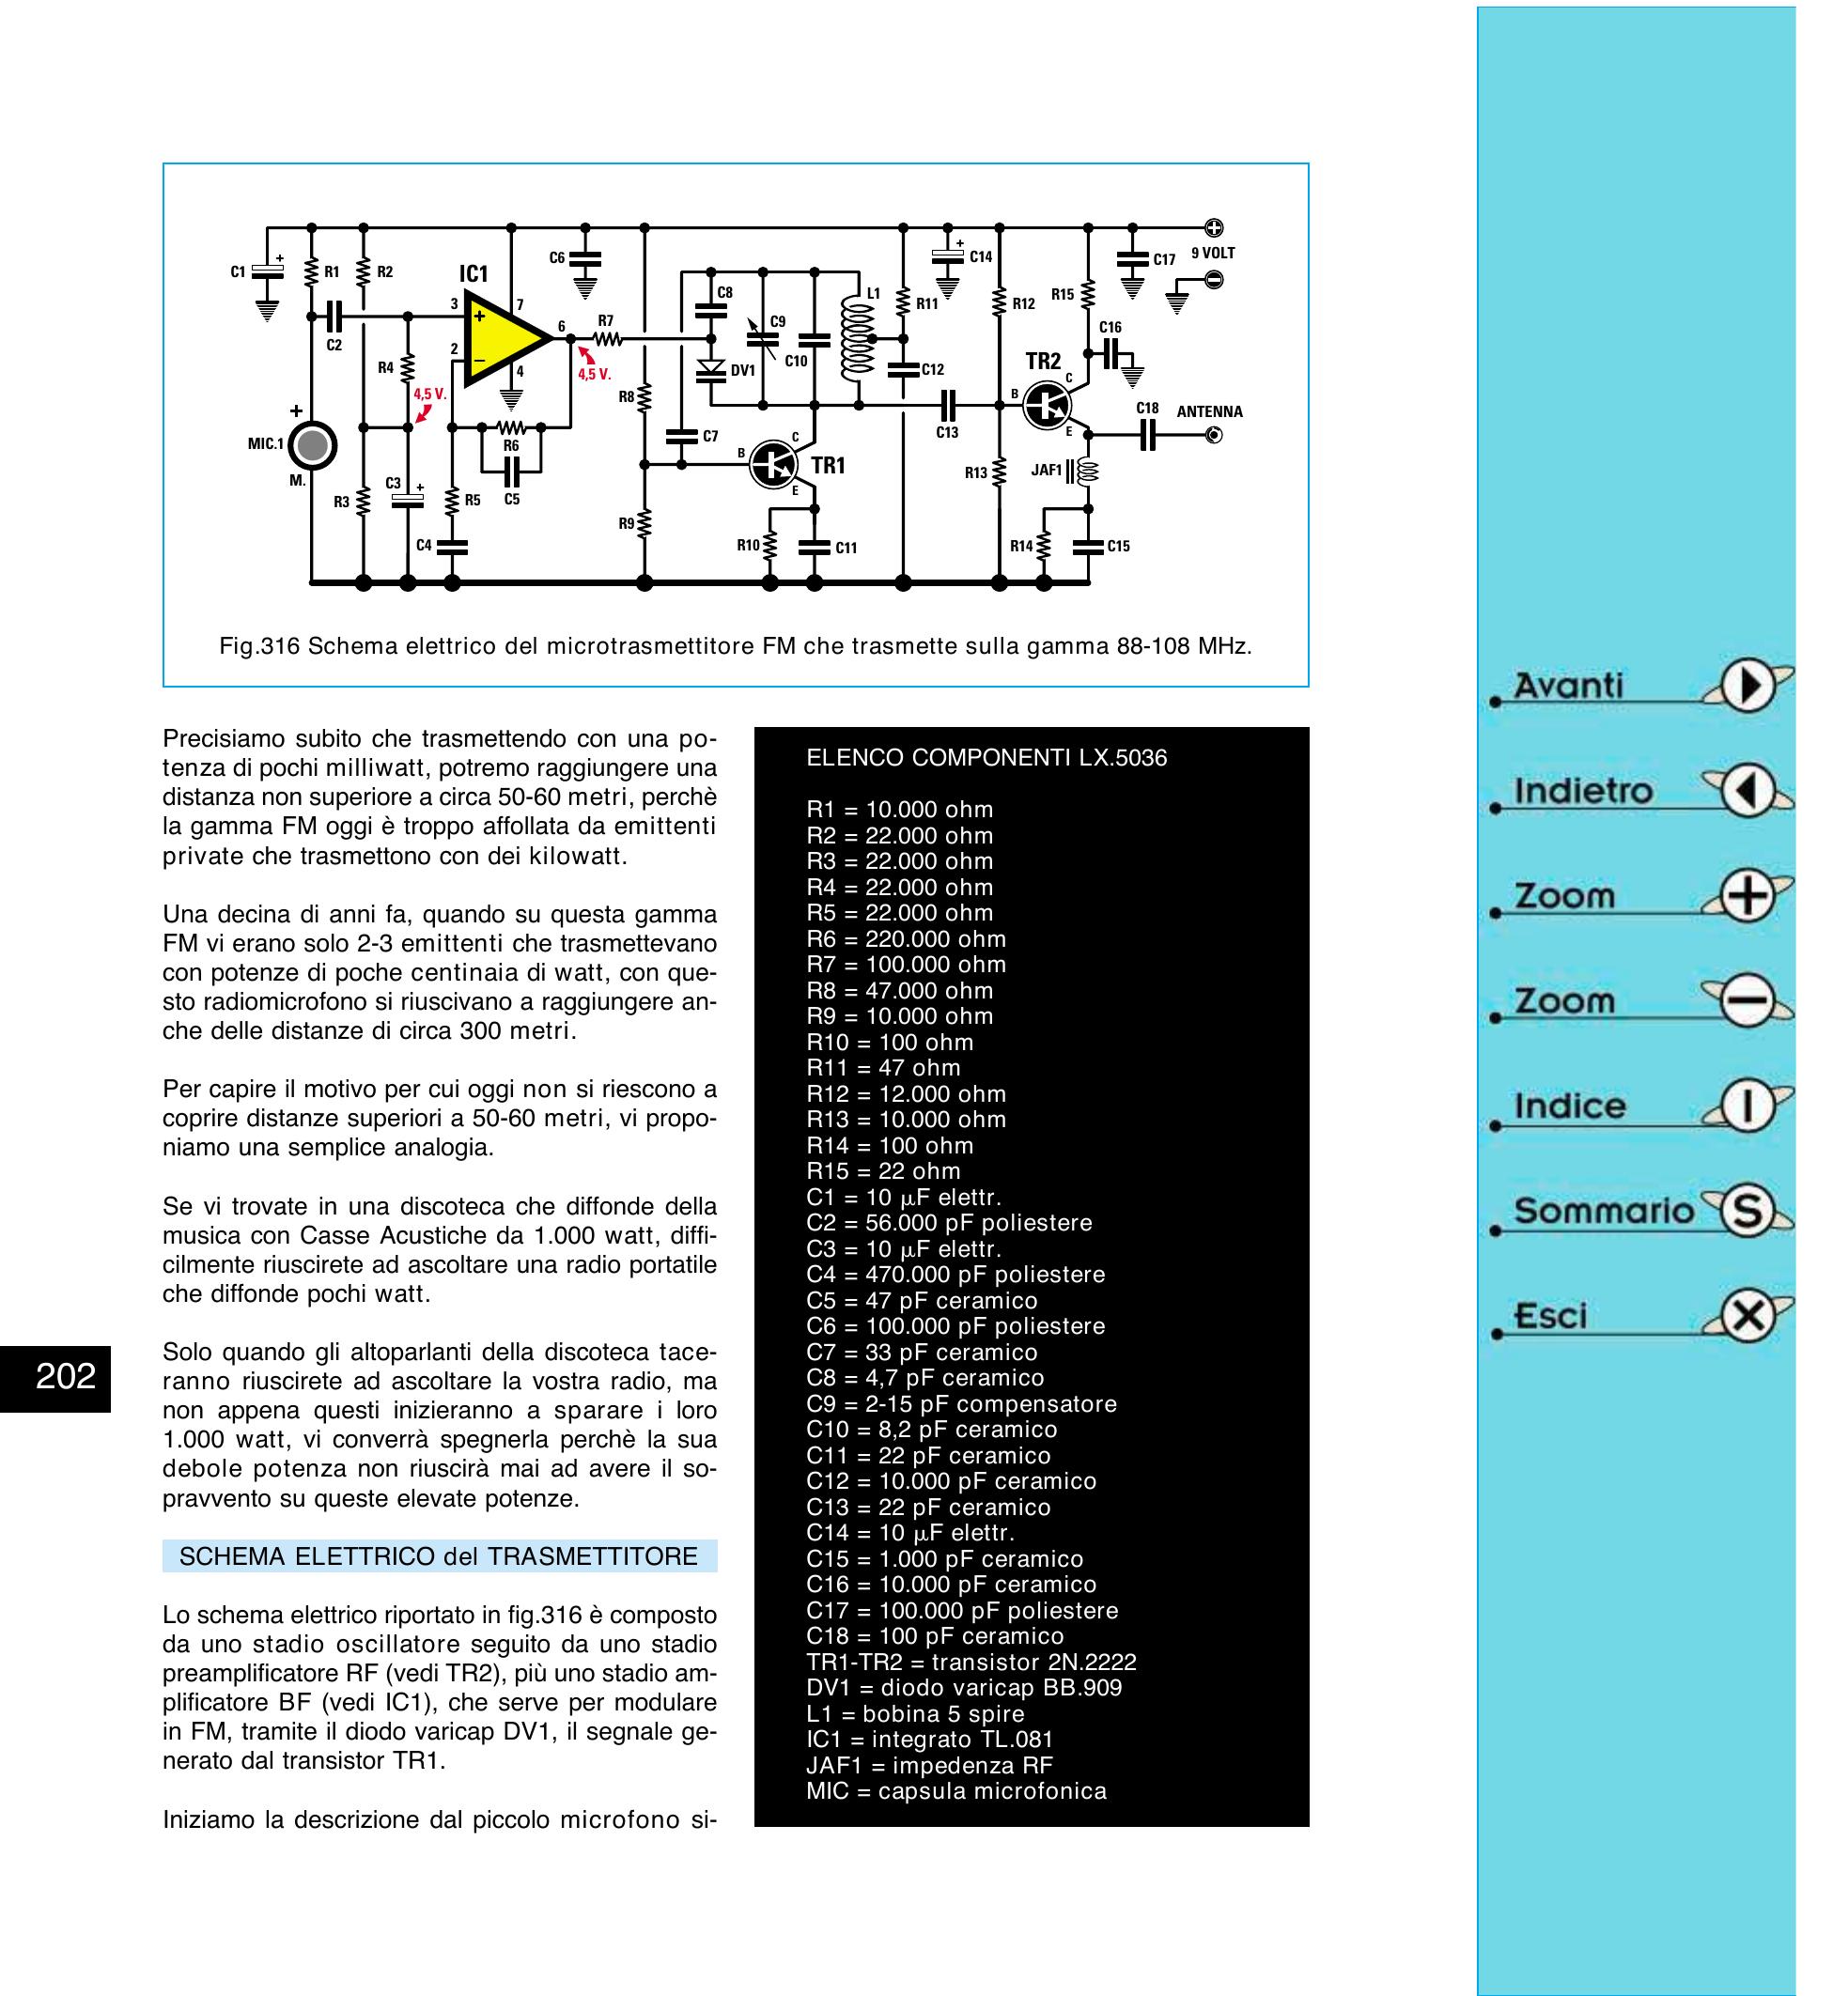 C1
+
R1
R2
C2
R4
4,5 V.
+
MIC.1
M.
R3
C3
+
IC1
3
+
7
2
−
4
6
R7
4,5 V.
C6
R6
C5
R5
C4
R8
R9
C7
C8
DV1
C9
C10
L1
B
C
E
TR1
R10
C11
R11
C12
C13
+
C14
R12
R13
R15
C16
TR2
B
C
E
JAF1
R14
C15
C17
9 VOLT
C18
ANTENNA
Fig.316 Schema elettrico del microtrasmettitore FM che trasmette sulla gamma 88-108 MHz.
Precisiamo subito che trasmettendo con una po-
tenza di pochi milliwatt, potremo raggiungere una
distanza non superiore a circa 50-60 metri, perchè
la gamma FM oggi è troppo affollata da emittenti
private che trasmettono con dei kilowatt.
Una decina di anni fa, quando su questa gamma
FM vi erano solo 2-3 emittenti che trasmettevano
con potenze di poche centinaia di watt, con que-
sto radiomicrofono si riuscivano a raggiungere an-
che delle distanze di circa 300 metri.
Per capire il motivo per cui oggi non si riescono a
coprire distanze superiori a 50-60 metri, vi propo-
niamo una semplice analogia.
Se vi trovate in una discoteca che diffonde della
musica con Casse Acustiche da 1.000 watt, diffi-
cilmente riuscirete ad ascoltare una radio portatile
che diffonde pochi watt.
Solo quando gli altoparlanti della discoteca tace-
ranno riuscirete ad ascoltare la vostra radio, ma
non appena questi inizieranno a sparare i loro
1.000 watt, vi converrà spegnerla perchè la sua
debole potenza non riuscirà mai ad avere il so-
pravvento su queste elevate potenze.
SCHEMA ELETTRICO del TRASMETTITORE
Lo schema elettrico riportato in fig.316 è composto
da uno stadio oscillatore seguito da uno stadio
preamplificatore RF (vedi TR2), più uno stadio am-
plificatore BF (vedi IC1), che serve per modulare
in FM, tramite il diodo varicap DV1, il segnale ge-
nerato dal transistor TR1.
Iniziamo la descrizione dal piccolo microfono si-
ELENCO COMPONENTI LX.5036
R1 = 10.000 ohm
R2 = 22.000 ohm
R3 = 22.000 ohm
R4 = 22.000 ohm
R5 = 22.000 ohm
R6 = 220.000 ohm
R7 = 100.000 ohm
R8 = 47.000 ohm
R9 = 10.000 ohm
R10 = 100 ohm
R11 = 47 ohm
R12 = 12.000 ohm
R13 = 10.000 ohm
R14 = 100 ohm
R15 = 22 ohm
C1 = 10 µF elettr.
C2 = 56.000 pF poliestere
C3 = 10 µF elettr.
C4 = 470.000 pF poliestere
C5 = 47 pF ceramico
C6 = 100.000 pF poliestere
C7 = 33 pF ceramico
C8 = 4,7 pF ceramico
C9 = 2-15 pF compensatore
C10 = 8,2 pF ceramico
C11 = 22 pF ceramico
C12 = 10.000 pF ceramico
C13 = 22 pF ceramico
C14 = 10 µF elettr.
C15 = 1.000 pF ceramico
C16 = 10.000 pF ceramico
C17 = 100.000 pF poliestere
C18 = 100 pF ceramico
TR1-TR2 = transistor 2N.2222
DV1 = diodo varicap BB.909
L1 = bobina 5 spire
IC1 = integrato TL.081
JAF1 = impedenza RF
MIC = capsula microfonica
202
Avanti
Indietro
Zoom +
Zoom −
Indice I
Sommario S
Esci X